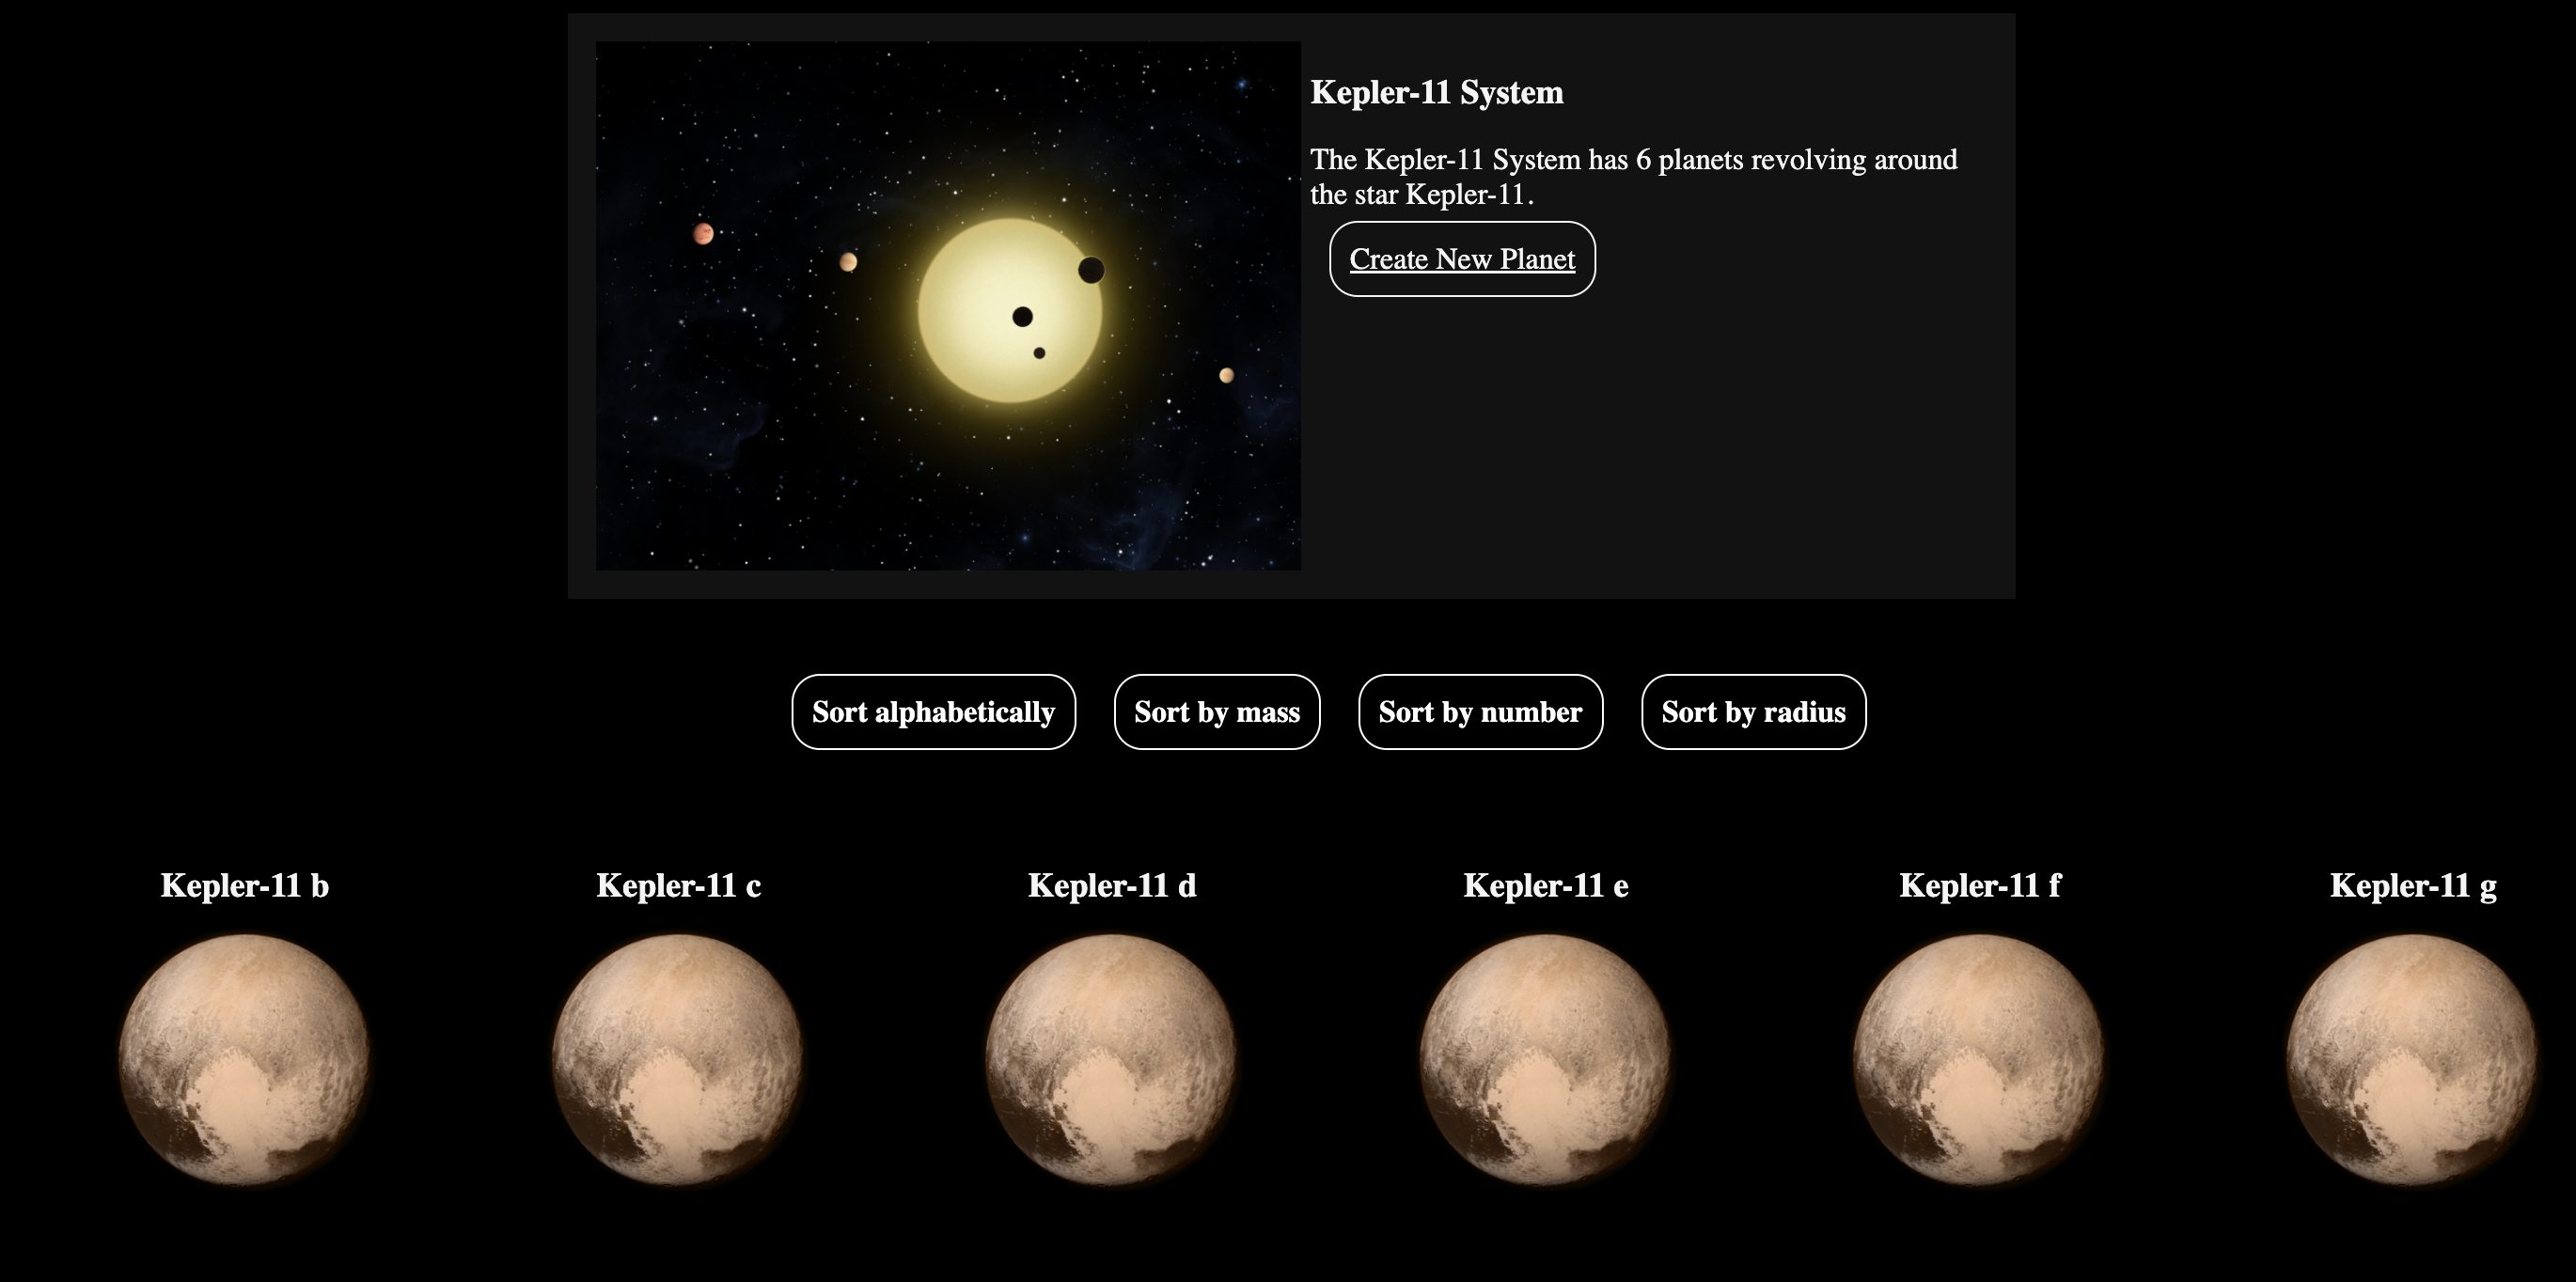 Kepler-11 System
The Kepler-11 System has 6 planets revolving around
the star Kepler-11.
Create New Planet
Sort alphabetically
Sort by mass
Sort by number
Sort by radius
Kepler-11 b
Kepler-11 c
Kepler-11 d
Kepler-11 e
Kepler-11 f
Kepler-11 g